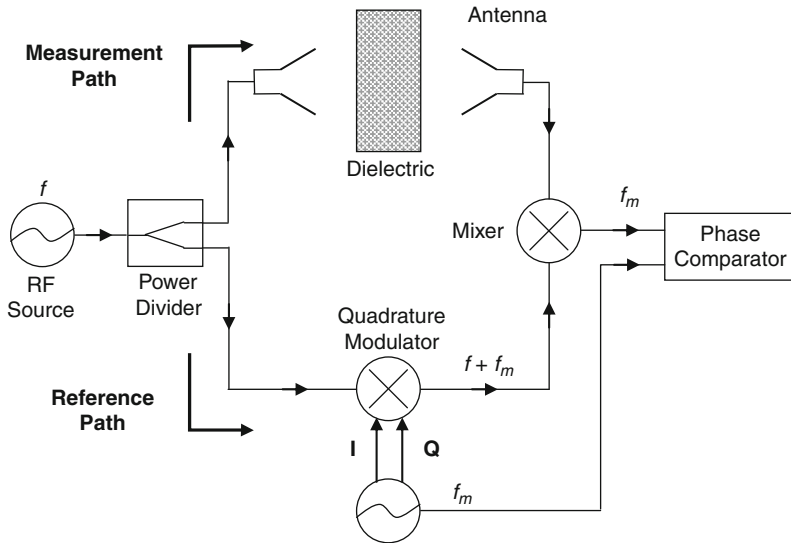 Antenna
Measurement
Path
Dielectric
f
RF
Source
Power
Divider
Mixer
f_m
Phase
Comparator
Quadrature
Modulator
f + f_m
Reference
Path
I
Q
f_m